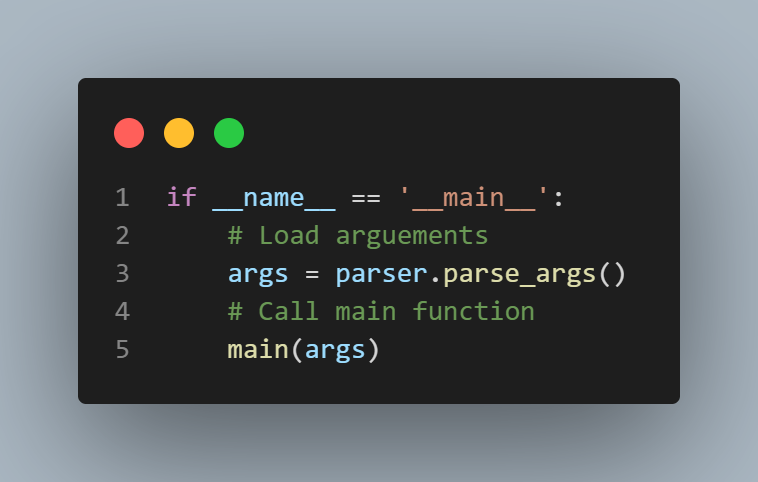 1 if __name__ == '__main__':
2     # Load arguements
3     args = parser.parse_args()
4     # Call main function
5     main(args)